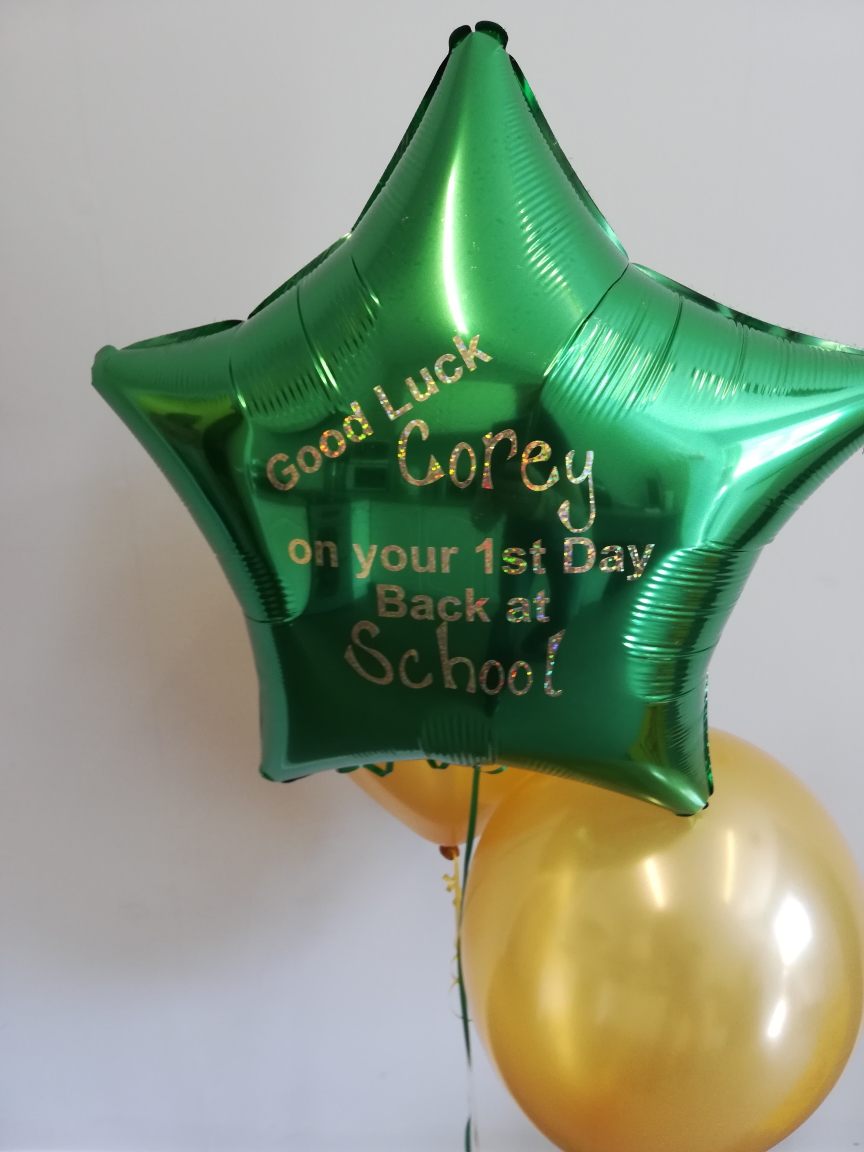 Good Luck
Corey
on your 1st Day
Back at
School